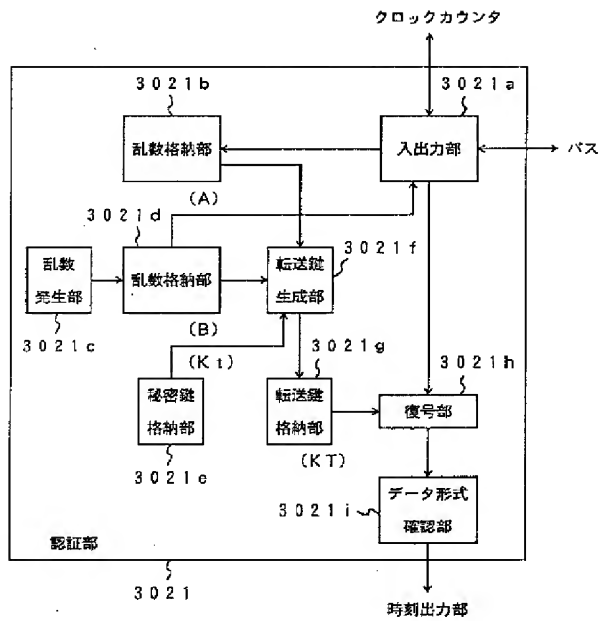 クロックカウンタ
3021b
3021a
乱数格納部
入出力部
バス
(A)
3021d
3021f
乱数
発生部
乱数格納部
転送鍵
生成部
3021c
(B)
(Kt)
3021g
3021h
秘密鍵
格納部
転送鍵
格納部
復号部
(KT)
3021e
データ形式
確認部
3021i
認証部
3021
時刻出力部